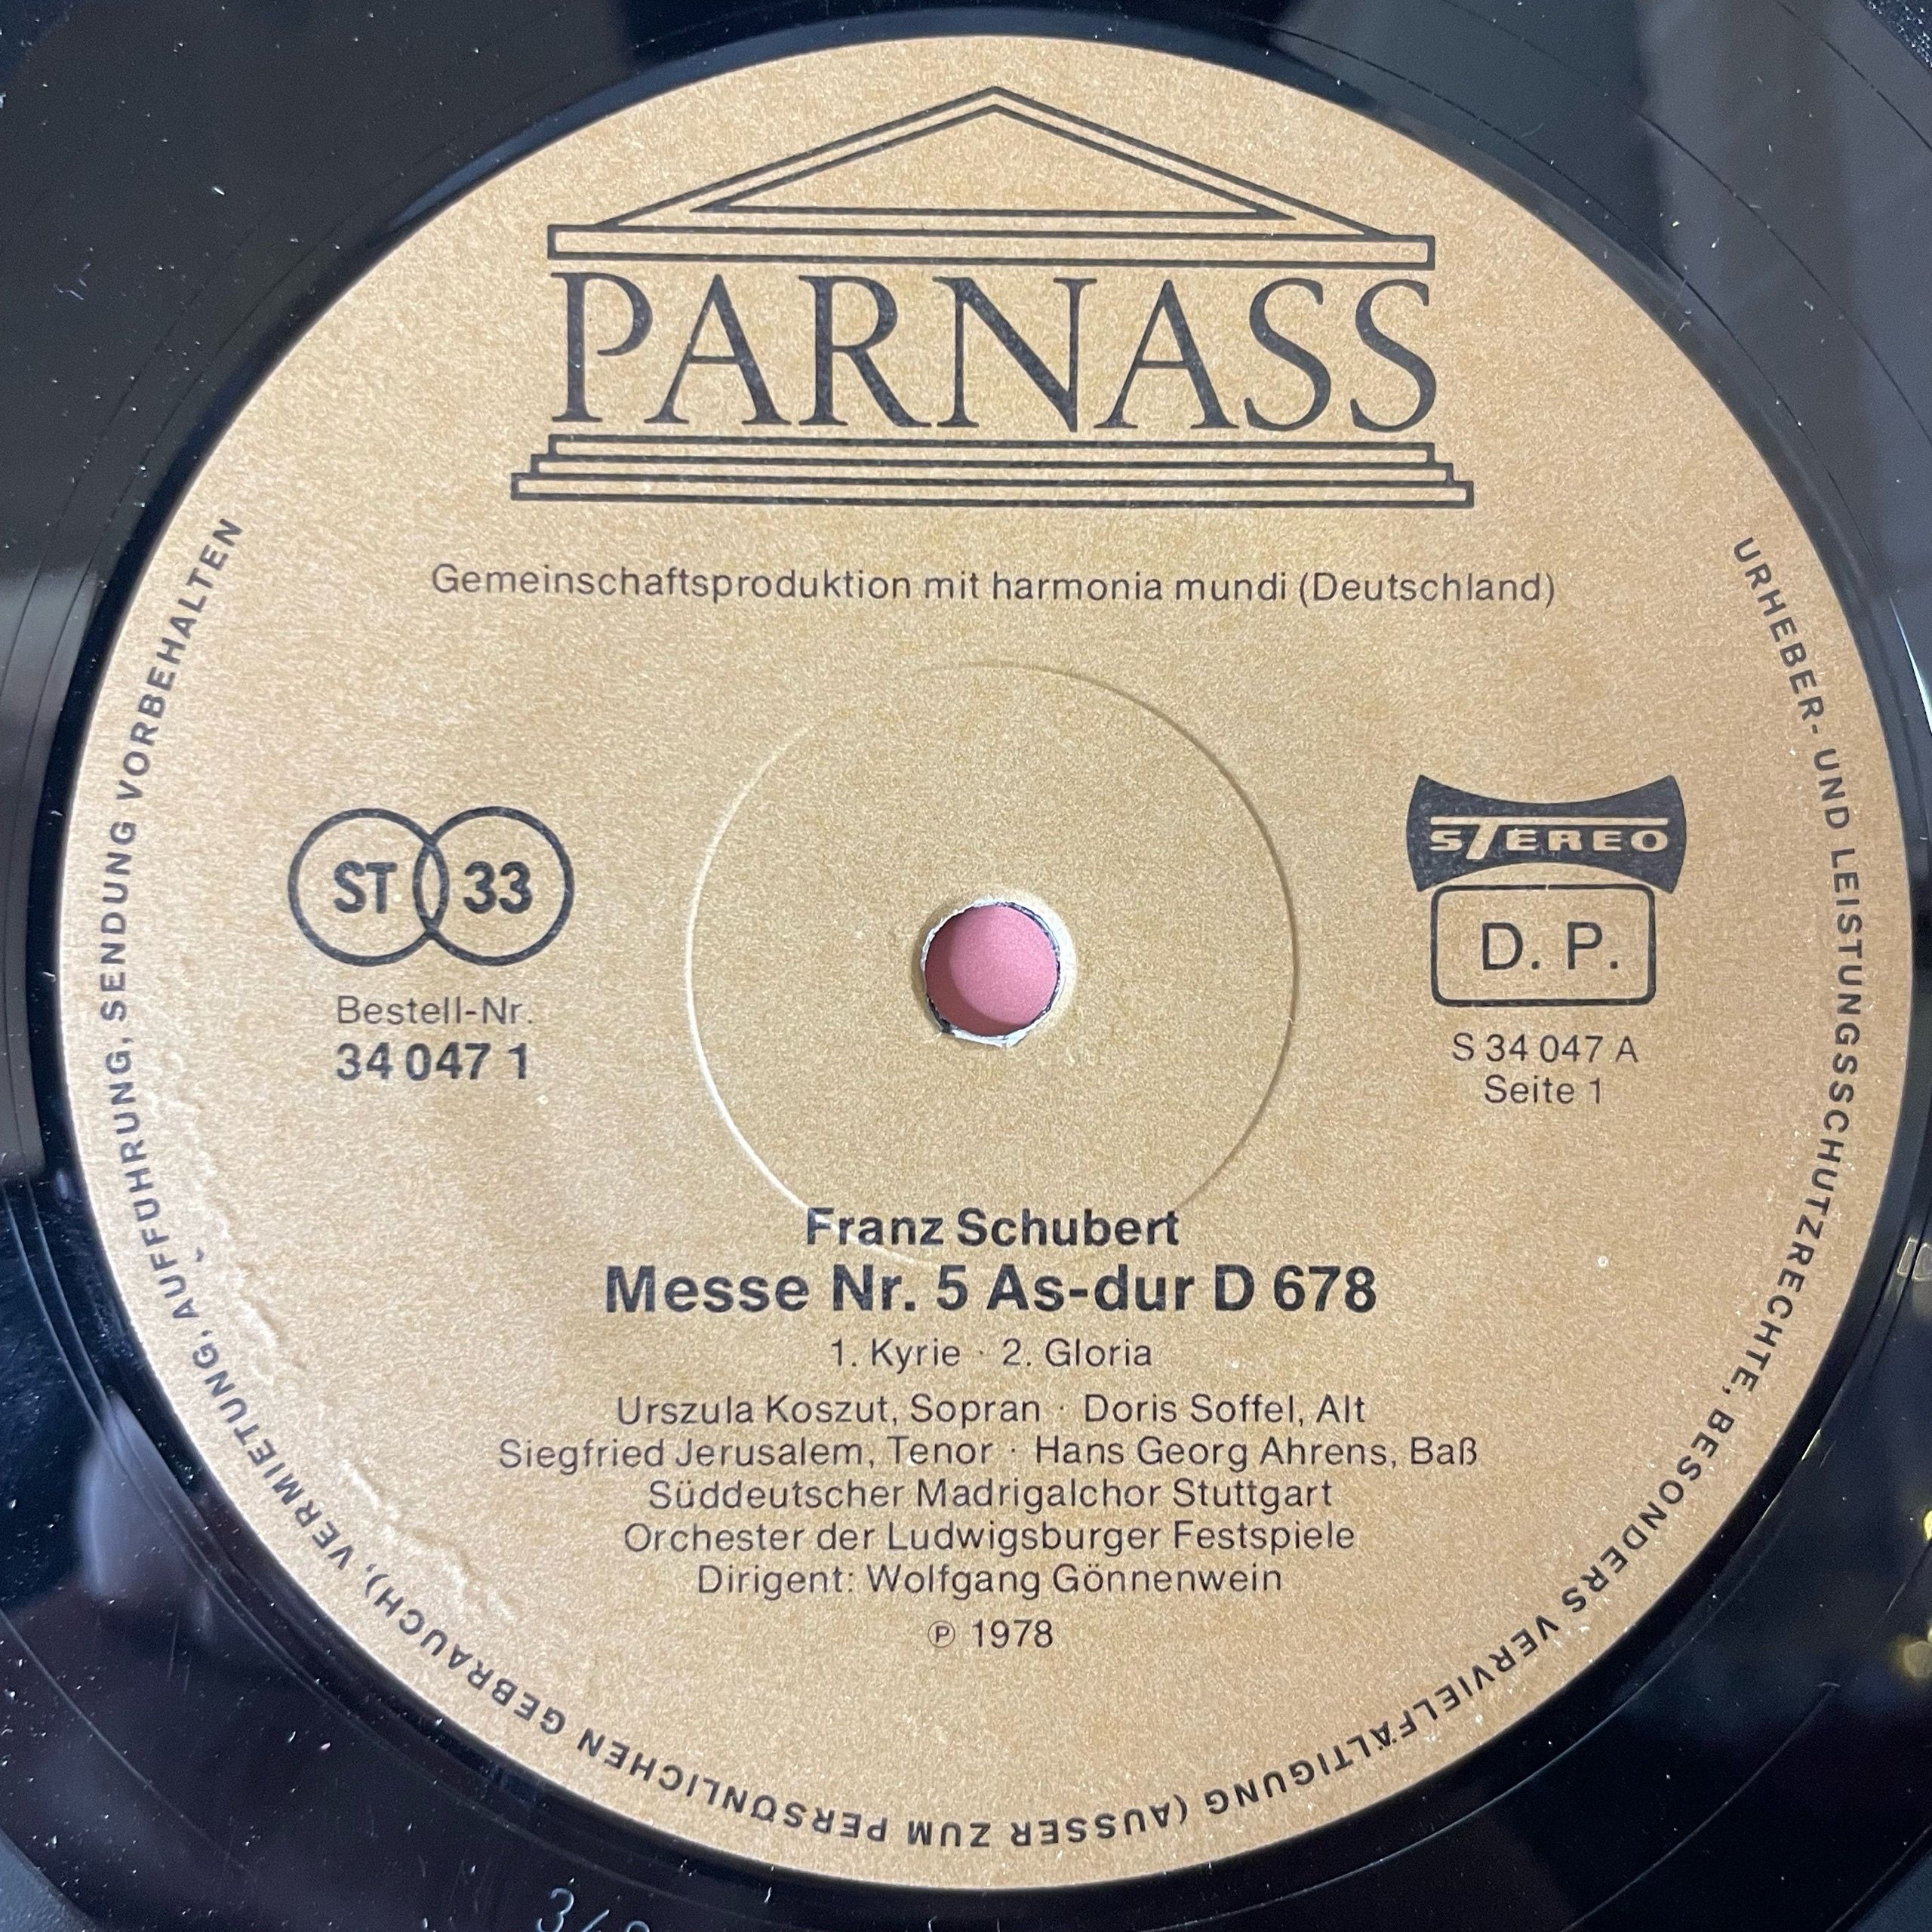 PARNASS
Gemeinschaftsproduktion mit harmonia mundi (Deutschland)
ST 33
Bestell-Nr.
34 047 1
STEREO
D. P.
S 34 047 A
Seite 1
Franz Schubert
Messe Nr. 5 As-dur D 678
1. Kyrie · 2. Gloria
Urszula Koszut, Sopran · Doris Soffel, Alt
Siegfried Jerusalem, Tenor · Hans Georg Ahrens, Baß
Süddeutscher Madrigalchor Stuttgart
Orchester der Ludwigsburger Festspiele
Dirigent: Wolfgang Gönnenwein
℗ 1978
URHEBER- UND LEISTUNGSSCHUTZRECHTE, BESONDERS VERVIELFÄLTIGUNG (AUSSER ZUM PERSÖNLICHEN GEBRAUCH), VERMIETUNG, AUFFÜHRUNG, SENDUNG VORBEHALTEN